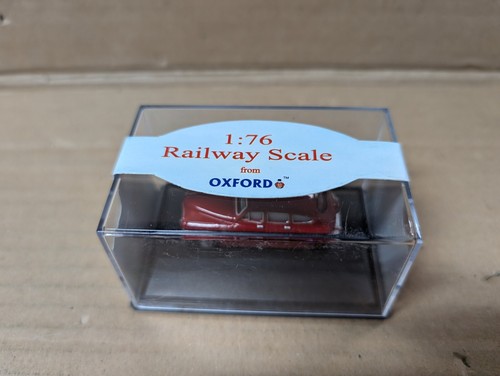 1:76
Railway Scale
from
OXFORD™